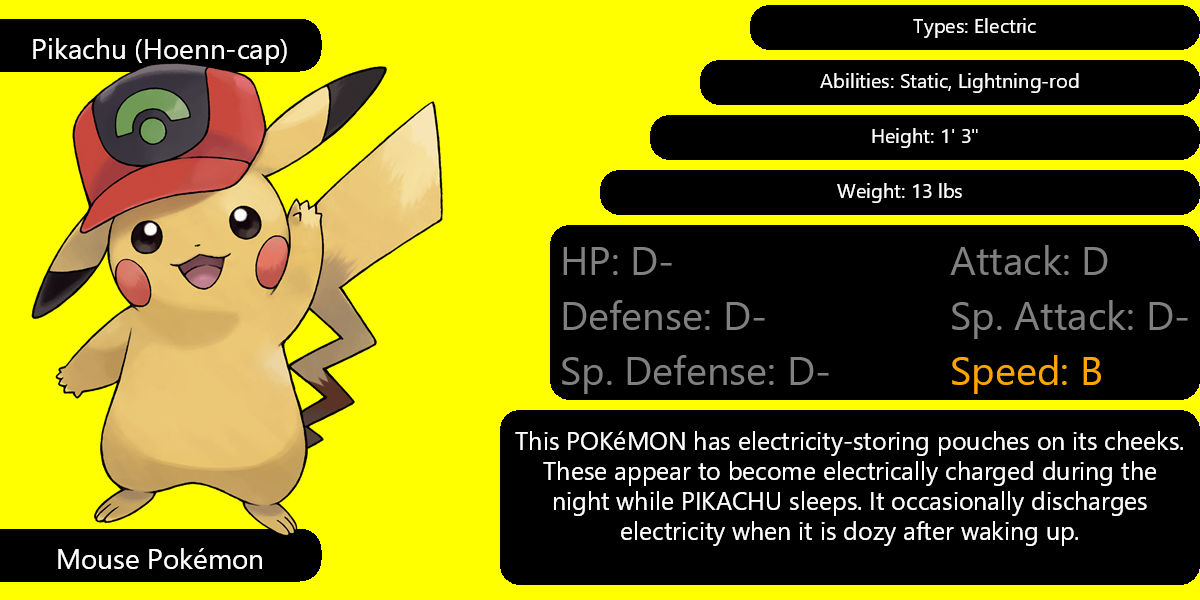 Pikachu (Hoenn-cap)
Types: Electric
Abilities: Static, Lightning-rod
Height: 1' 3"
Weight: 13 lbs
HP: D- Attack: D
Defense: D- Sp. Attack: D-
Sp. Defense: D- Speed: B
This POKéMON has electricity-storing pouches on its cheeks.
These appear to become electrically charged during the
night while PIKACHU sleeps. It occasionally discharges
electricity when it is dozy after waking up.
Mouse Pokémon